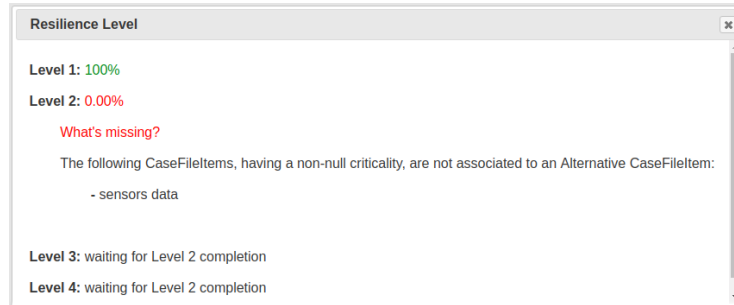 Resilience Level
Level 1: 100%
Level 2: 0.00%
What's missing?
The following CaseFileItems, having a non-null criticality, are not associated to an Alternative CaseFileItem:
- sensors data
Level 3: waiting for Level 2 completion
Level 4: waiting for Level 2 completion